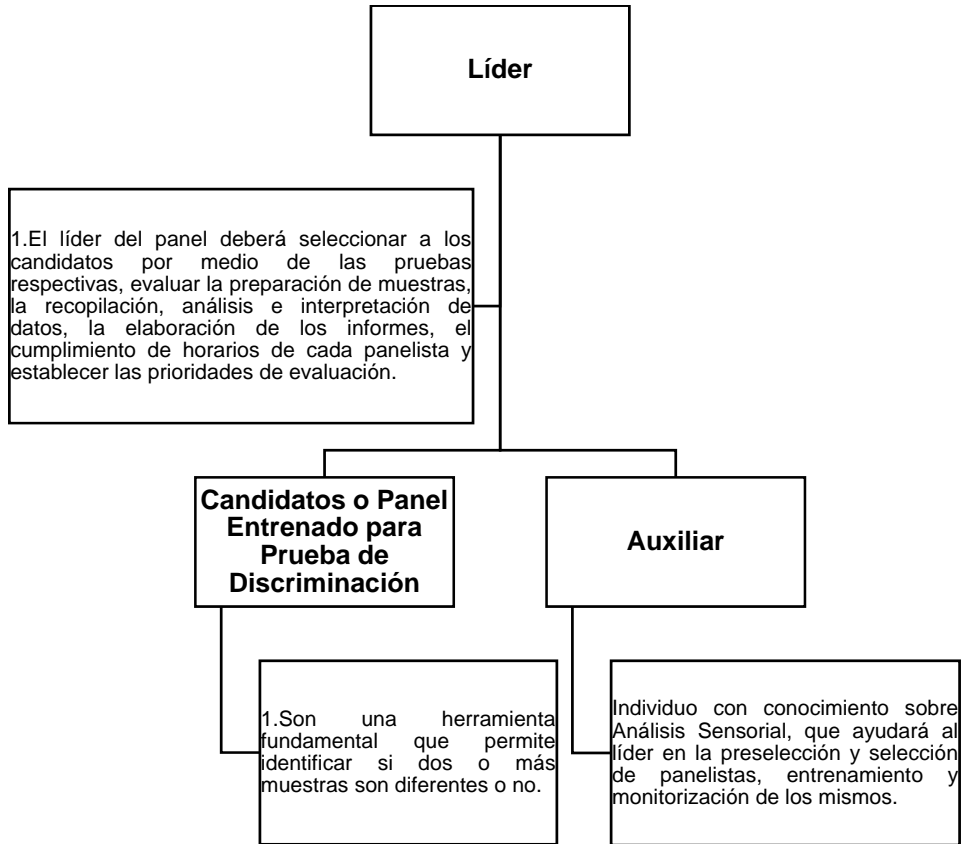 Líder
1.El líder del panel deberá seleccionar a los
candidatos por medio de las pruebas
respectivas, evaluar la preparación de muestras,
la recopilación, análisis e interpretación de
datos, la elaboración de los informes, el
cumplimiento de horarios de cada panelista y
establecer las prioridades de evaluación.
Candidatos o Panel
Entrenado para
Prueba de
Discriminación
1.Son una herramienta
fundamental que permite
identificar si dos o más
muestras son diferentes o no.
Auxiliar
Individuo con conocimiento sobre
Análisis Sensorial, que ayudará al
líder en la preselección y selección
de panelistas, entrenamiento y
monitorización de los mismos.